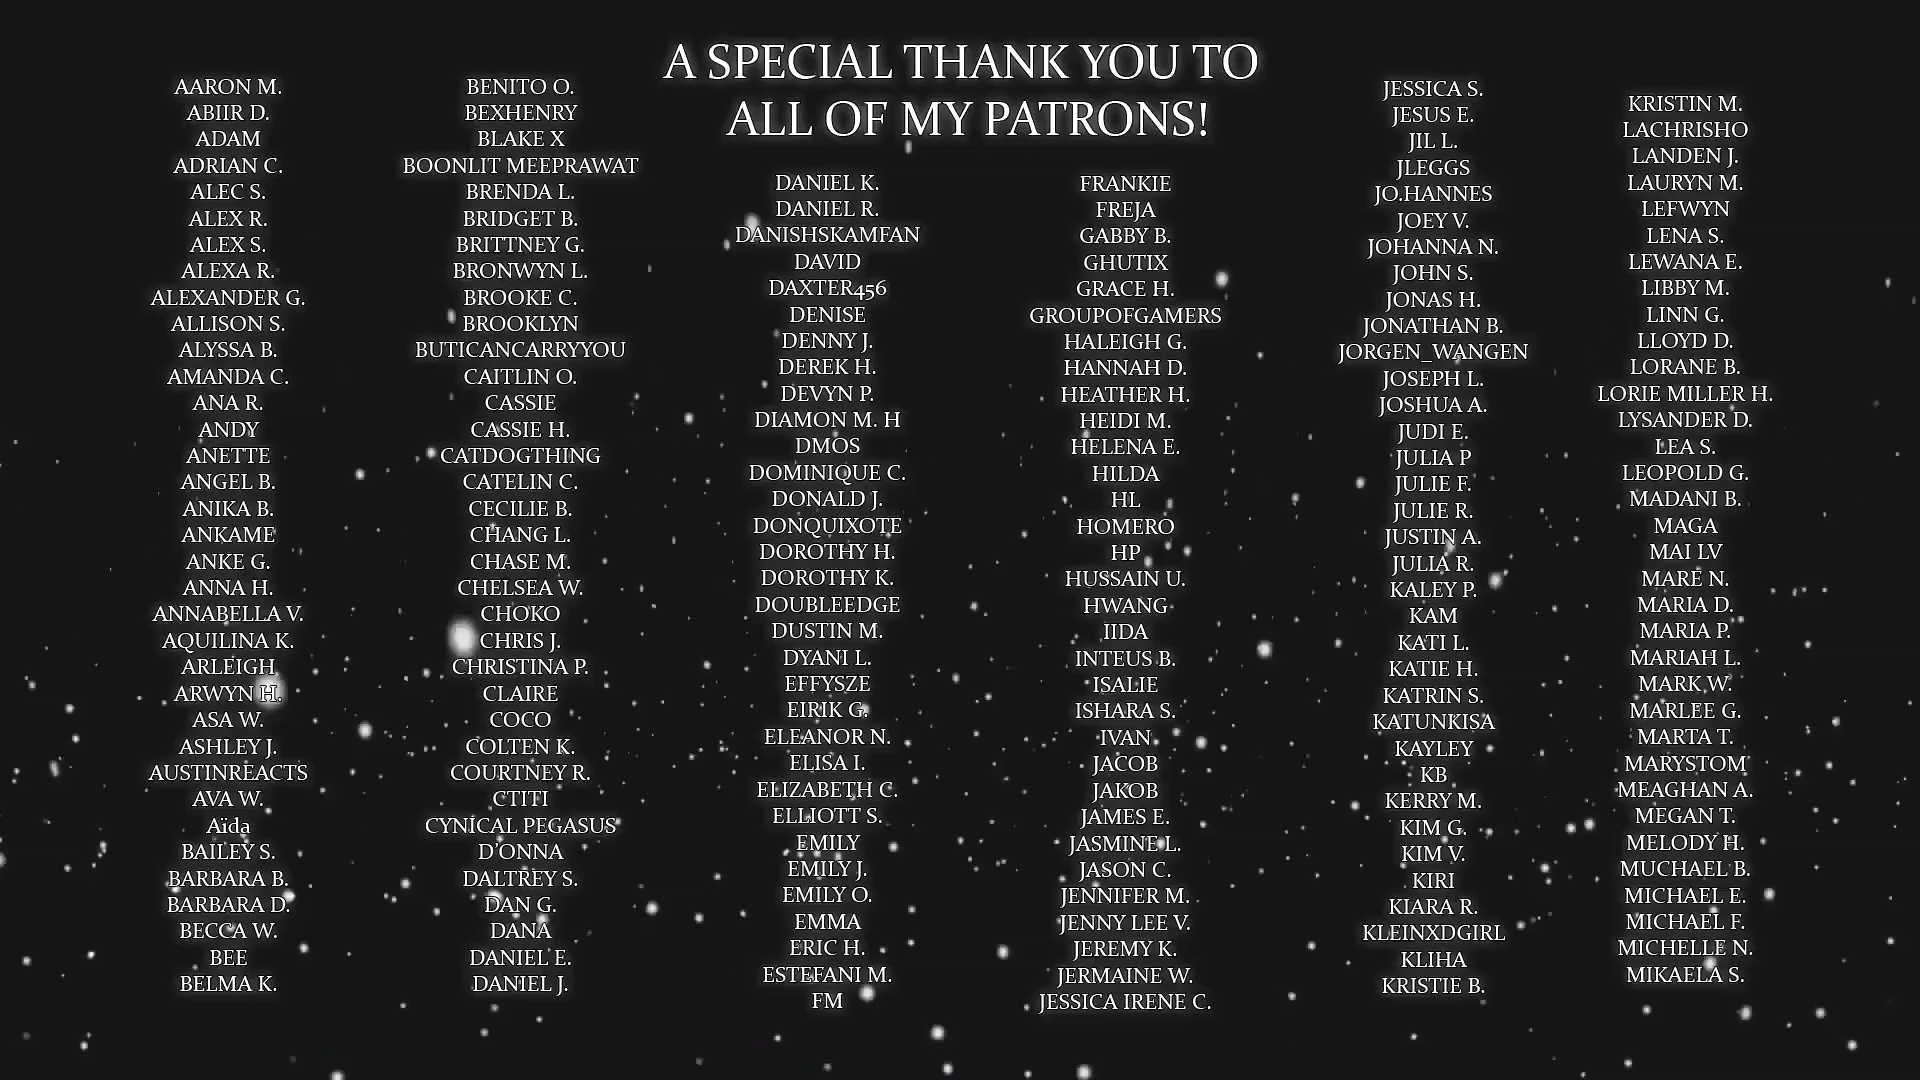 A SPECIAL THANK YOU TO
ALL OF MY PATRONS!
AARON M.
ABIIR D.
ADAM
ADRIAN C.
ALEC S.
ALEX R.
ALEX S.
ALEXA R.
ALEXANDER G.
ALLISON S.
ALYSSA B.
AMANDA C.
ANA R.
ANDY
ANETTE
ANGEL B.
ANIKA B.
ANKAME
ANKE G.
ANNA H.
ANNABELLA V.
AQUILINA K.
ARLEIGH
ARWYN H.
ASA W.
ASHLEY J.
AUSTINREACTS
AVA W.
Aïda
BAILEY S.
BARBARA B.
BARBARA D.
BECCA W.
BEE
BELMA K.
BENITO O.
BEXHENRY
BLAKE X
BOONLIT MEEPRAWAT
BRENDA L.
BRIDGET B.
BRITTNEY G.
BRONWYN L.
BROOKE C.
BROOKLYN
BUTICANCARRYYOU
CAITLIN O.
CASSIE
CASSIE H.
CATDOGTHING
CATELIN C.
CECILIE B.
CHANG L.
CHASE M.
CHELSEA W.
CHOKO
CHRIS J.
CHRISTINA P.
CLAIRE
COCO
COLTEN K.
COURTNEY R.
CTITI
CYNICAL PEGASUS
D'ONNA
DALTREY S.
DAN G.
DANA
DANIEL E.
DANIEL J.
DANIEL K.
DANIEL R.
DANISHSKAMFAN
DAVID
DAXTER456
DENISE
DENNY J.
DEREK H.
DEVYN P.
DIAMON M. H
DMOS
DOMINIQUE C.
DONALD J.
DONQUIXOTE
DOROTHY H.
DOROTHY K.
DOUBLEEDGE
DUSTIN M.
DYANI L.
EFFYSZE
EIRIK G.
ELEANOR N.
ELISA I.
ELIZABETH C.
ELLIOTT S.
EMILY
EMILY J.
EMILY O.
EMMA
ERIC H.
ESTEFANI M.
FM
FRANKIE
FREJA
GABBY B.
GHUTIX
GRACE H.
GROUPOFGAMERS
HALEIGH G.
HANNAH D.
HEATHER H.
HEIDI M.
HELENA E.
HILDA
HL
HOMERO
HP
HUSSAIN U.
HWANG
IIDA
INTEUS B.
ISALIE
ISHARA S.
IVAN
JACOB
JAKOB
JAMES E.
JASMINE L.
JASON C.
JENNIFER M.
JENNY LEE V.
JEREMY K.
JERMAINE W.
JESSICA IRENE C.
JESSICA S.
JESUS E.
JIL L.
JLEGGS
JO.HANNES
JOEY V.
JOHANNA N.
JOHN S.
JONAS H.
JONATHAN B.
JORGEN_WANGEN
JOSEPH L.
JOSHUA A.
JUDI E.
JULIA P
JULIE F.
JULIE R.
JUSTIN A.
JULIA R.
KALEY P.
KAM
KATI L.
KATIE H.
KATRIN S.
KATUNKISA
KAYLEY
KB
KERRY M.
KIM G.
KIM V.
KIRI
KIARA R.
KLEINXDGIRL
KLIHA
KRISTIE B.
KRISTIN M.
LACHRISHO
LANDEN J.
LAURYN M.
LEFWYN
LENA S.
LEWANA E.
LIBBY M.
LINN G.
LLOYD D.
LORANE B.
LORIE MILLER H.
LYSANDER D.
LEA S.
LEOPOLD G.
MADANI B.
MAGA
MAI LV
MARE N.
MARIA D.
MARIA P.
MARIAH L.
MARK W.
MARLEE G.
MARTA T.
MARYSTOM
MEAGHAN A.
MEGAN T.
MELODY H.
MUCHAEL B.
MICHAEL E.
MICHAEL F.
MICHELLE N.
MIKAELA S.